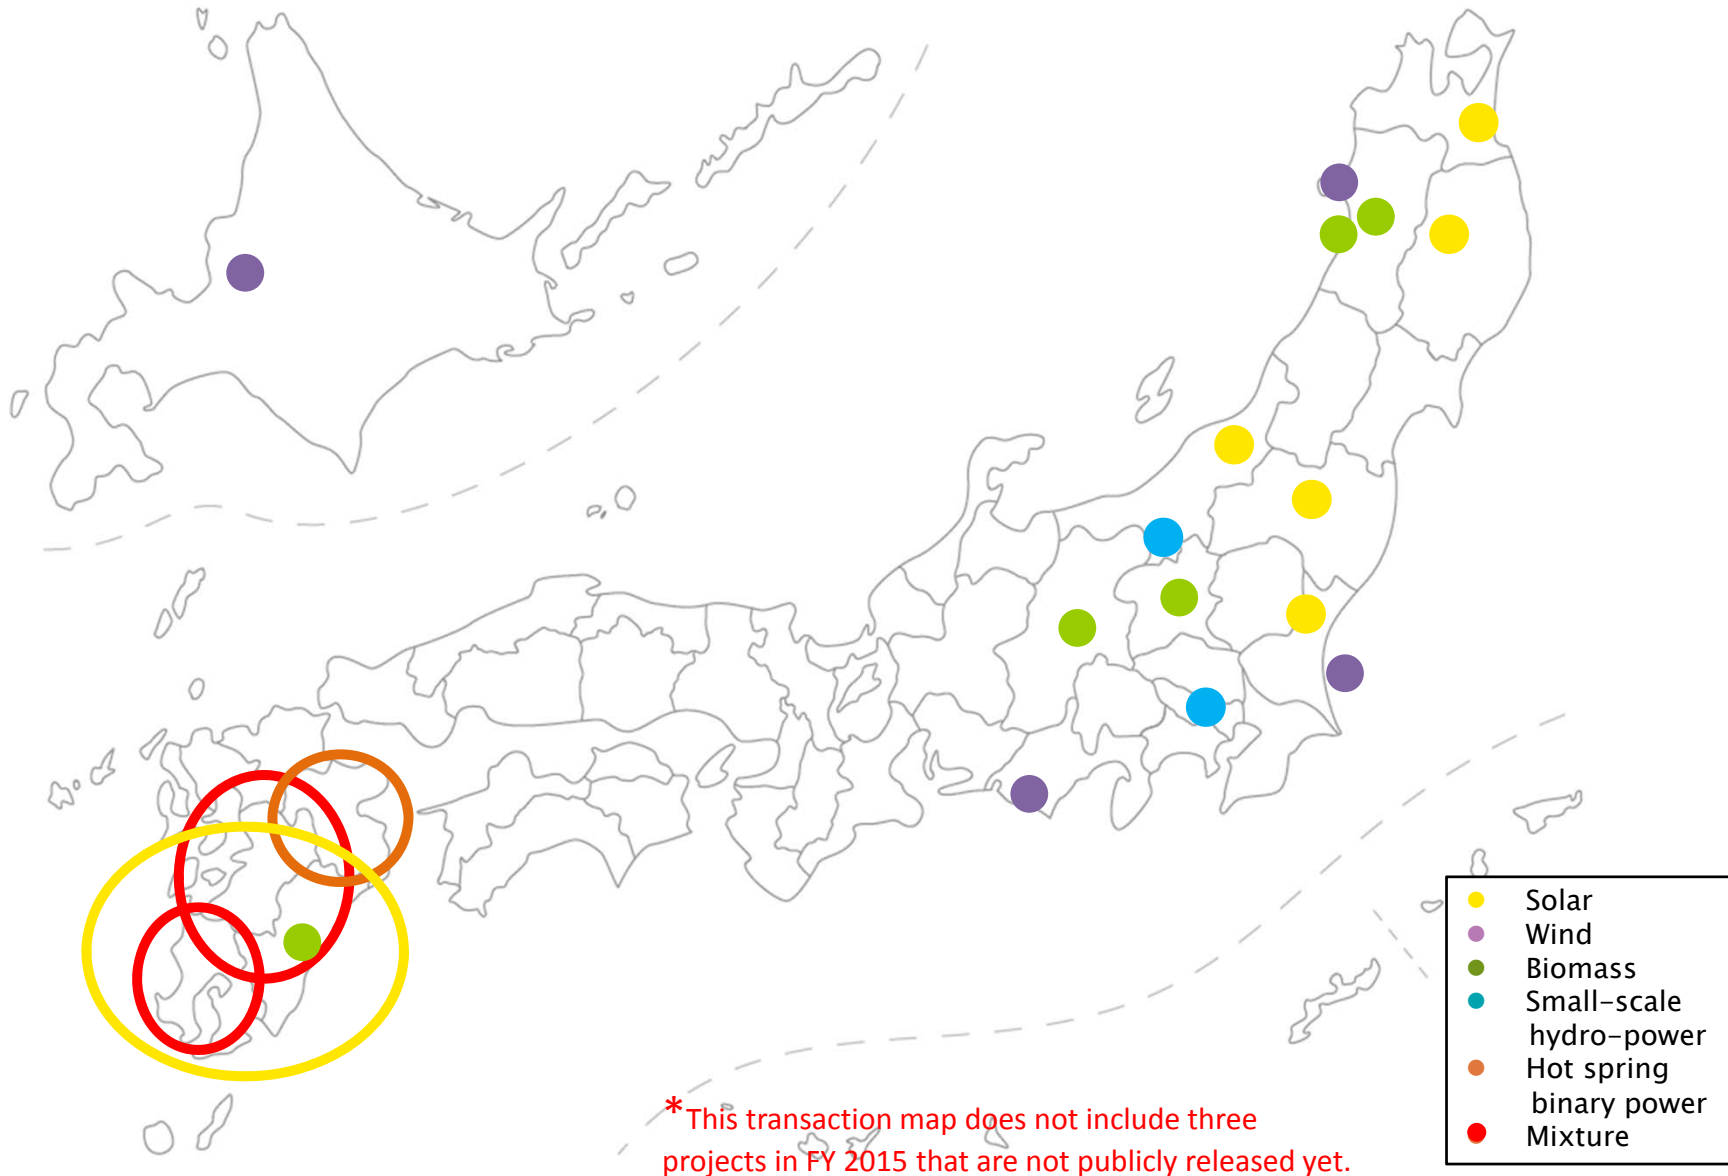 Solar
Wind
Biomass
Small-scale
hydro-power
Hot spring
binary power
Mixture
*This transaction map does not include three
projects in FY 2015 that are not publicly released yet.